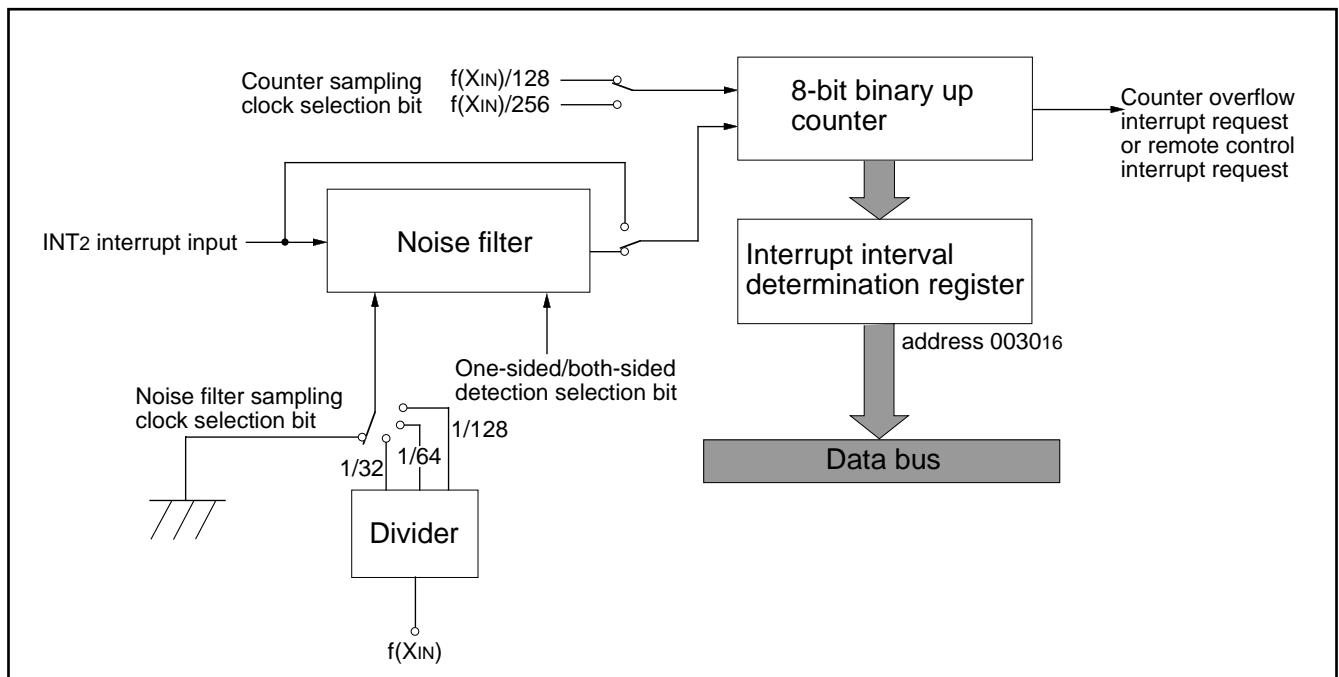 Counter sampling
clock selection bit
f(XIN)/128
f(XIN)/256
8-bit binary up
counter
Counter overflow
interrupt request
or remote control
interrupt request
INT2 interrupt input
Noise filter
Interrupt interval
determination register
address 003016
One-sided/both-sided
detection selection bit
Noise filter sampling
clock selection bit
1/32
1/64
1/128
Data bus
Divider
f(XIN)